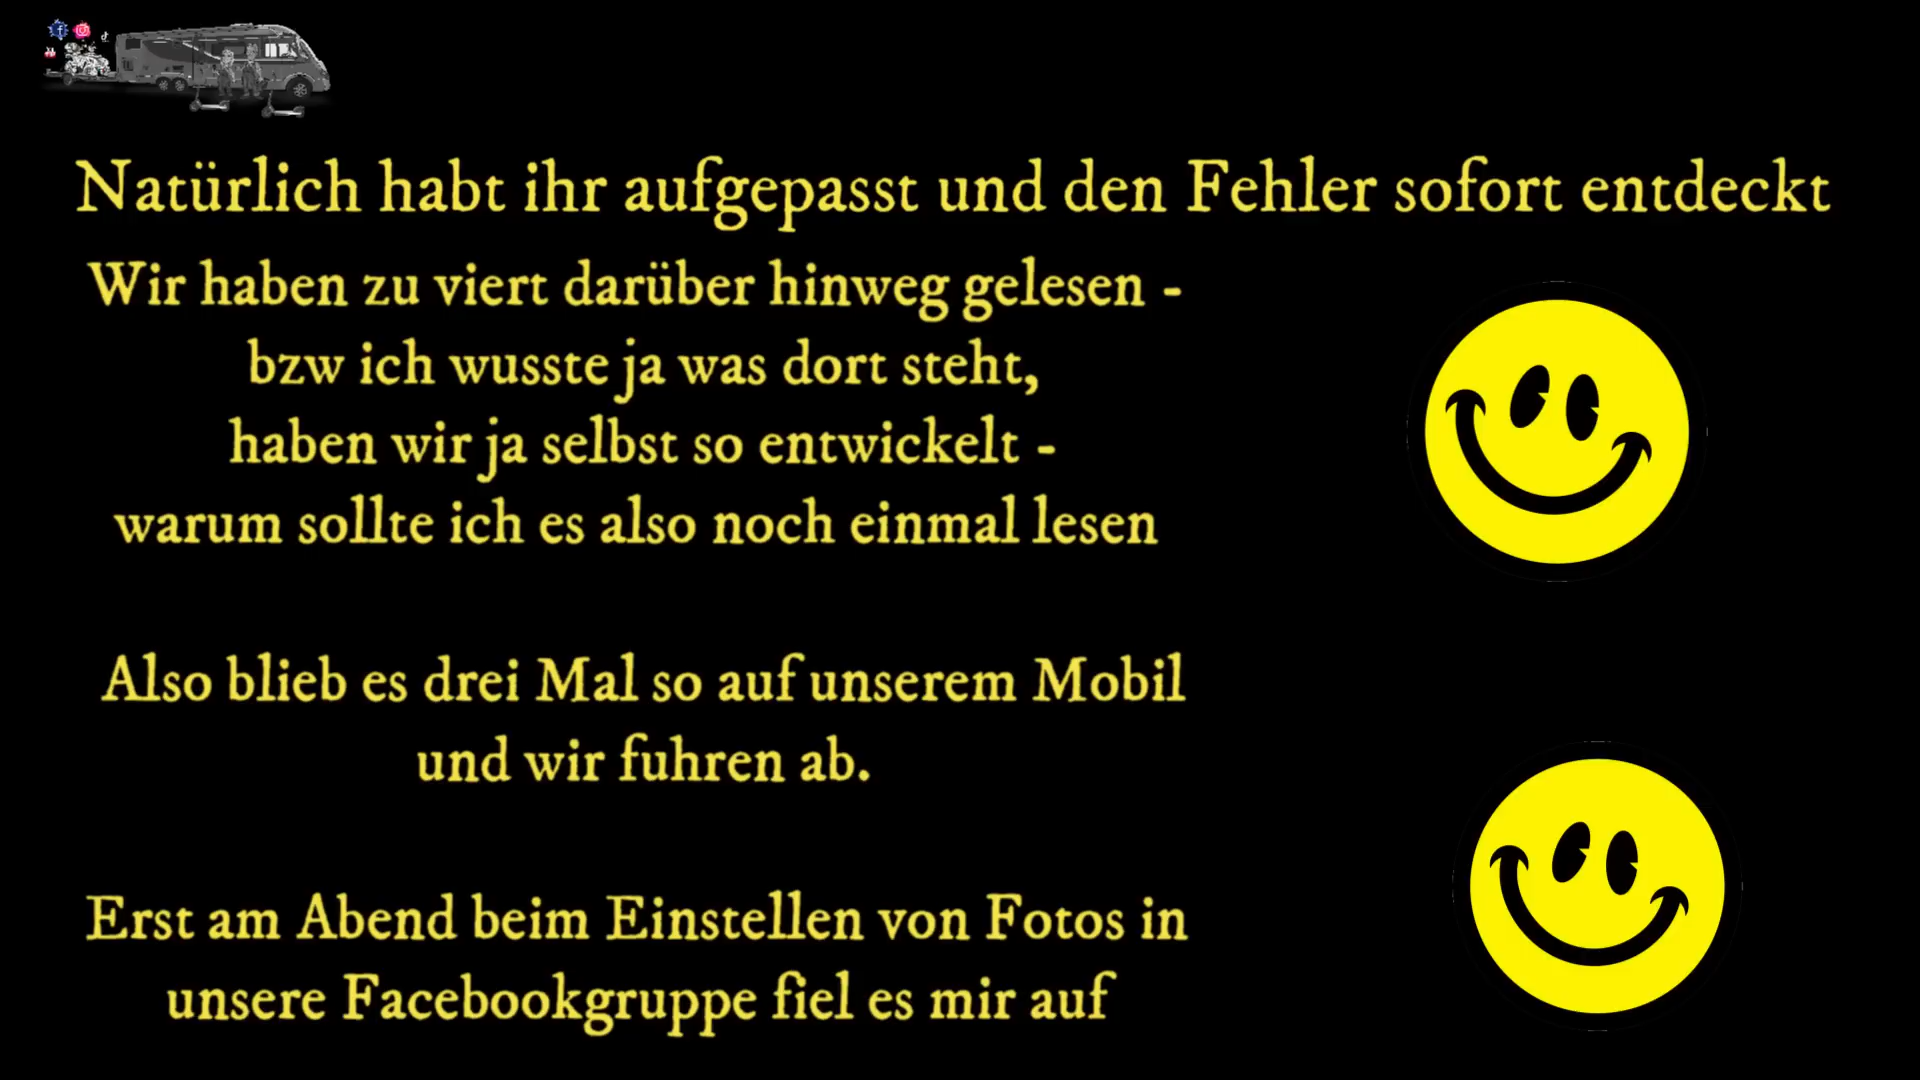 Natürlich habt ihr aufgepasst und den Fehler sofort entdeckt
Wir haben zu viert darüber hinweg gelesen -
bzw ich wusste ja was dort steht,
haben wir ja selbst so entwickelt -
warum sollte ich es also noch einmal lesen
Also blieb es drei Mal so auf unserem Mobil
und wir fuhren ab.
Erst am Abend beim Einstellen von Fotos in
unsere Facebookgruppe fiel es mir auf